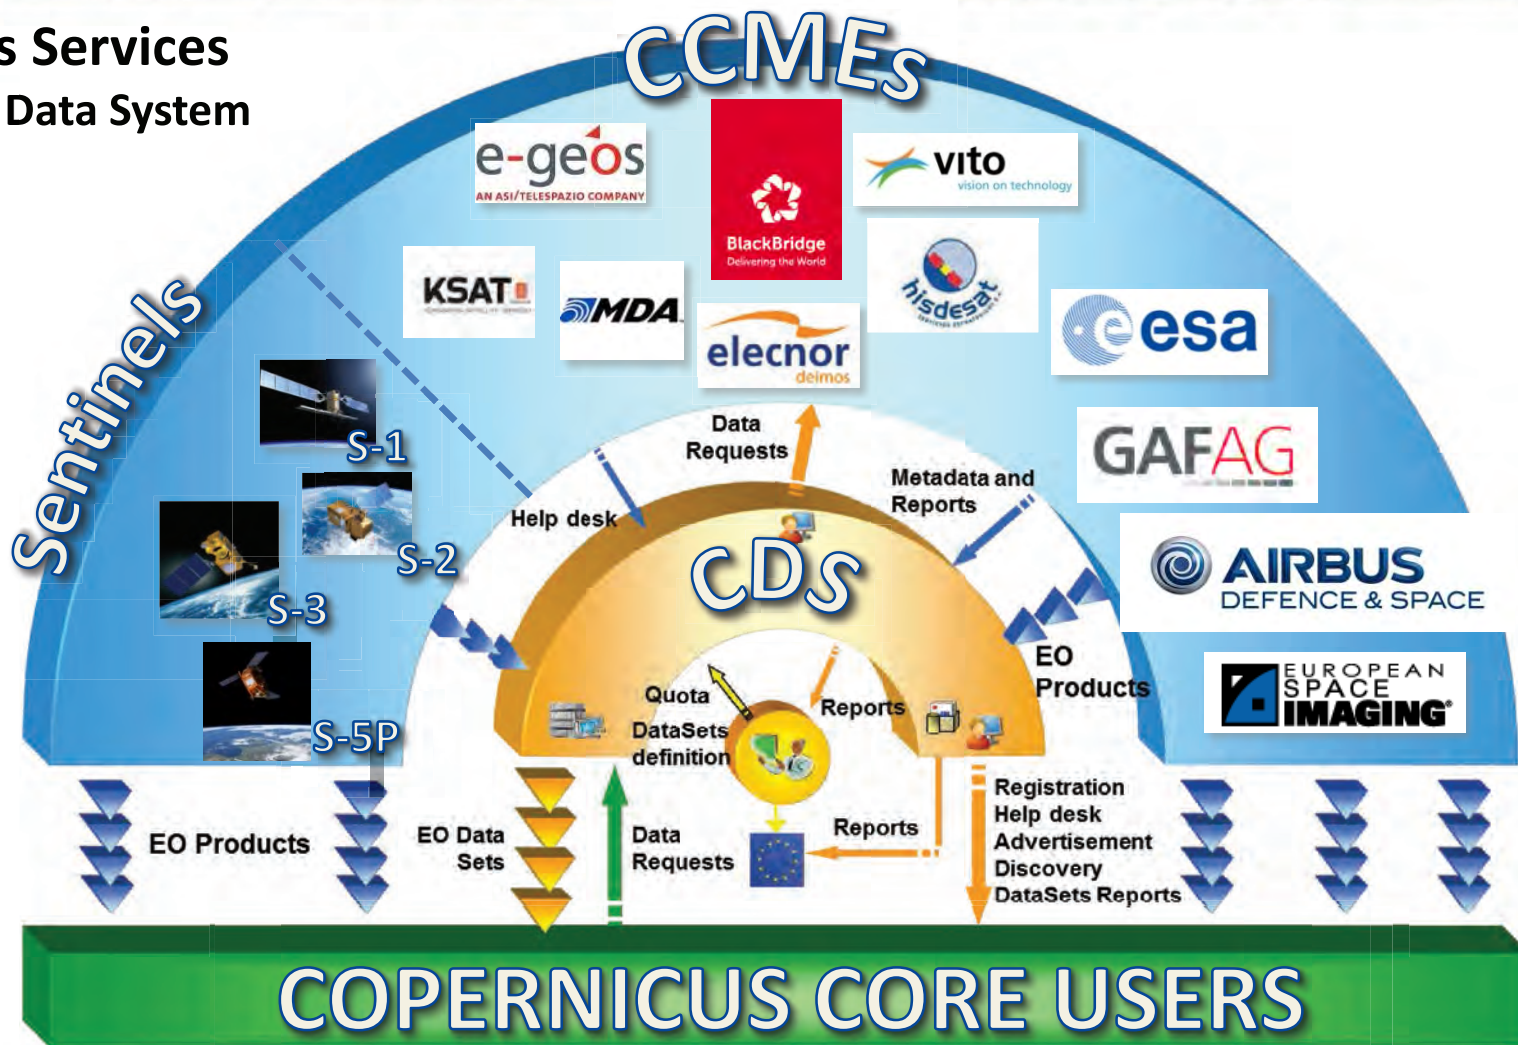 s Services
Data System
CCMEs
e-geos
AN ASI/TELESPAZIO COMPANY
BlackBridge
Delivering the World
vito
vision on technology
KSAT
MDA
hisdesat
elecnor
deimos
esa
GAFAG
AIRBUS
DEFENCE & SPACE
EUROPEAN
SPACE
IMAGING®
Sentinels
S-1
S-2
S-3
S-5P
Data
Requests
Help desk
Metadata and
Reports
CDS
EO
Products
Quota
DataSets
definition
Reports
EO Products
EO Data
Sets
Data
Requests
Reports
Registration
Help desk
Advertisement
Discovery
DataSets Reports
COPERNICUS CORE USERS